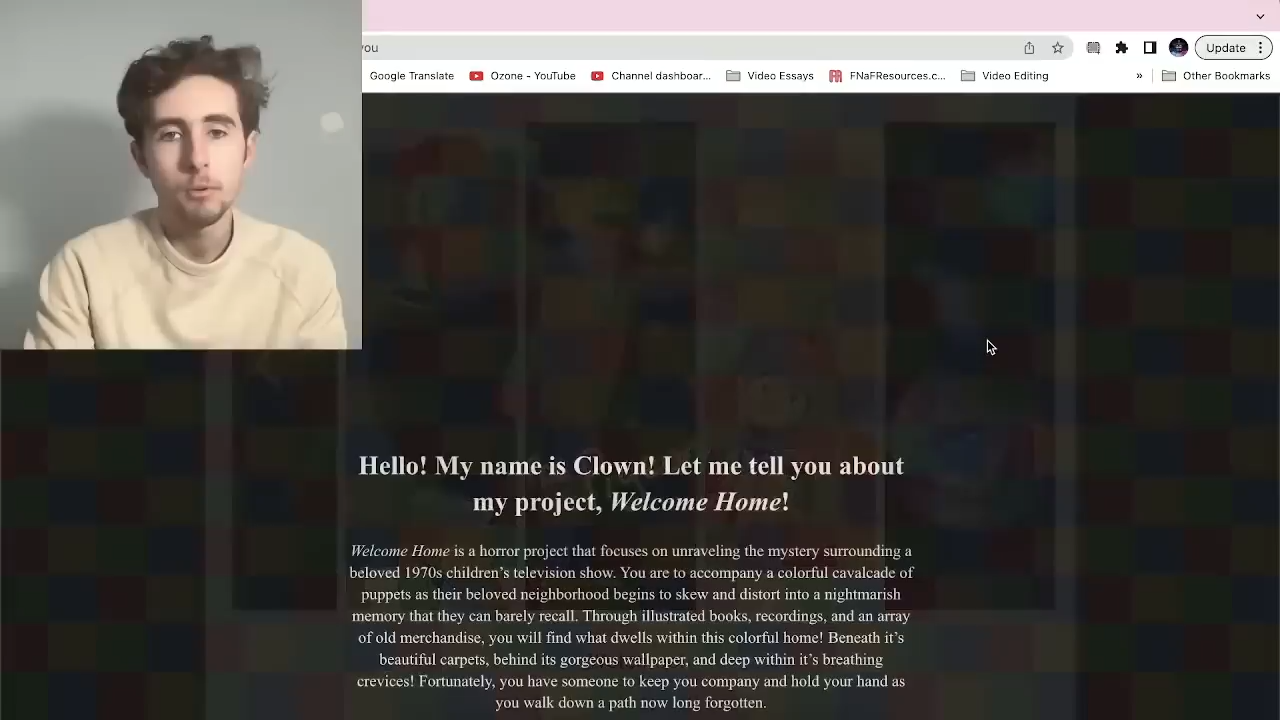 you
Update
Google Translate
Ozone - YouTube
Channel dashboar...
Video Essays
FNaFResources.c...
Video Editing
»
Other Bookmarks
Hello! My name is Clown! Let me tell you about
my project, Welcome Home!
Welcome Home is a horror project that focuses on unraveling the mystery surrounding a
beloved 1970s children’s television show. You are to accompany a colorful cavalcade of
puppets as their beloved neighborhood begins to skew and distort into a nightmarish
memory that they can barely recall. Through illustrated books, recordings, and an array
of old merchandise, you will find what dwells within this colorful home! Beneath it’s
beautiful carpets, behind its gorgeous wallpaper, and deep within it’s breathing
crevices! Fortunately, you have someone to keep you company and hold your hand as
you walk down a path now long forgotten.